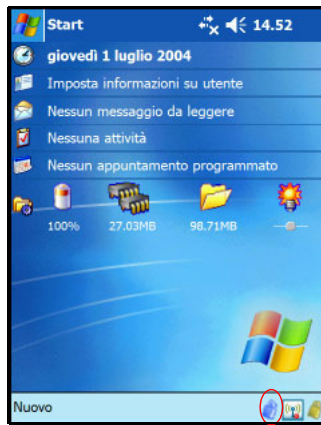 Start 14.52
giovedì 1 luglio 2004
Imposta informazioni su utente
Nessun messaggio da leggere
Nessuna attività
Nessun appuntamento programmato
100% 27.03MB 98.71MB
Nuovo